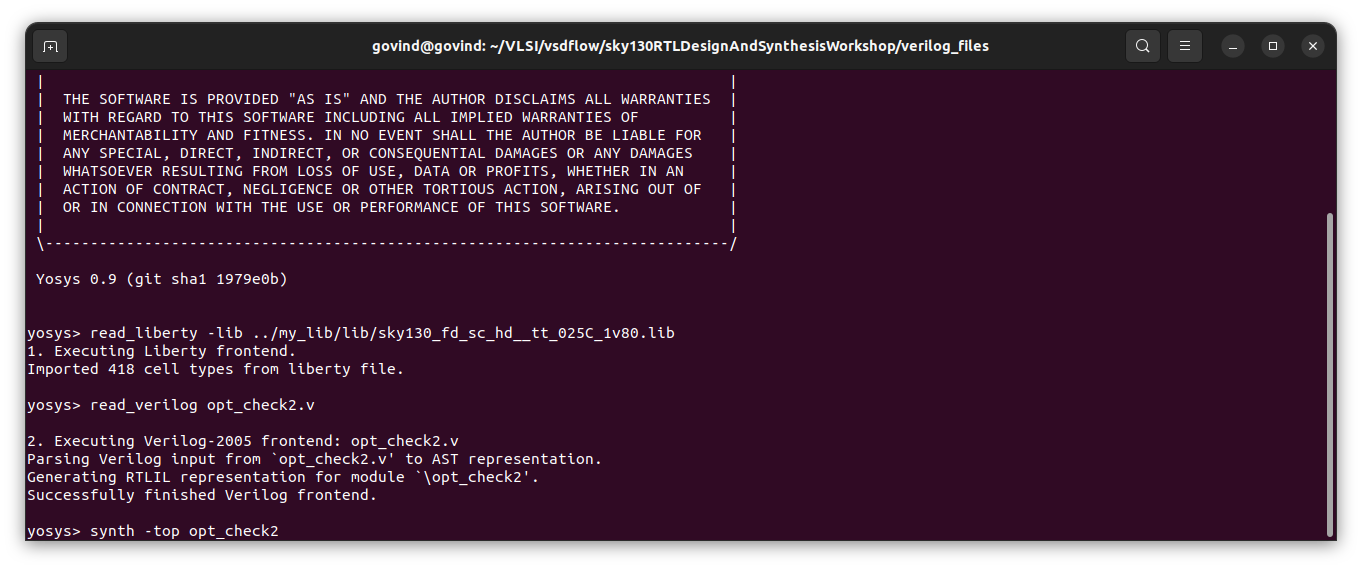 govind@govind: ~/VLSI/vsdflow/sky130RTLDesignAndSynthesisWorkshop/verilog_files
|                                                                            |
|  THE SOFTWARE IS PROVIDED "AS IS" AND THE AUTHOR DISCLAIMS ALL WARRANTIES  |
|  WITH REGARD TO THIS SOFTWARE INCLUDING ALL IMPLIED WARRANTIES OF          |
|  MERCHANTABILITY AND FITNESS. IN NO EVENT SHALL THE AUTHOR BE LIABLE FOR   |
|  ANY SPECIAL, DIRECT, INDIRECT, OR CONSEQUENTIAL DAMAGES OR ANY DAMAGES    |
|  WHATSOEVER RESULTING FROM LOSS OF USE, DATA OR PROFITS, WHETHER IN AN     |
|  ACTION OF CONTRACT, NEGLIGENCE OR OTHER TORTIOUS ACTION, ARISING OUT OF   |
|  OR IN CONNECTION WITH THE USE OR PERFORMANCE OF THIS SOFTWARE.            |
|                                                                            |
\----------------------------------------------------------------------------/
Yosys 0.9 (git sha1 1979e0b)
yosys> read_liberty -lib ../my_lib/lib/sky130_fd_sc_hd__tt_025C_1v80.lib
1. Executing Liberty frontend.
Imported 418 cell types from liberty file.
yosys> read_verilog opt_check2.v
2. Executing Verilog-2005 frontend: opt_check2.v
Parsing Verilog input from `opt_check2.v' to AST representation.
Generating RTLIL representation for module `\opt_check2'.
Successfully finished Verilog frontend.
yosys> synth -top opt_check2